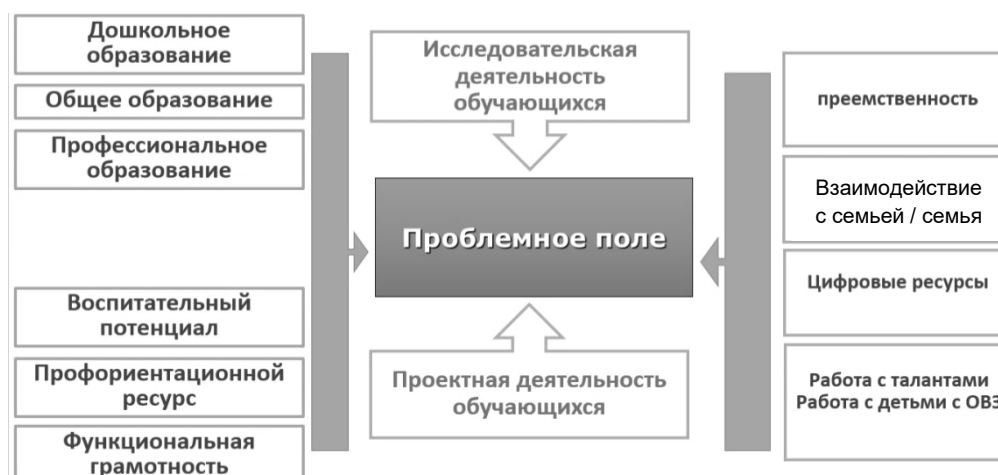 Дошкольное
образование
Общее образование
Профессиональное
образование
Воспитательный
потенциал
Профориентационной
ресурс
Функциональная
грамотность
Исследовательская
деятельность
обучающихся
Проблемное поле
Проектная деятельность
обучающихся
преемственность
Взаимодействие
с семьей / семья
Цифровые ресурсы
Работа с талантами
Работа с детьми с ОВЗ